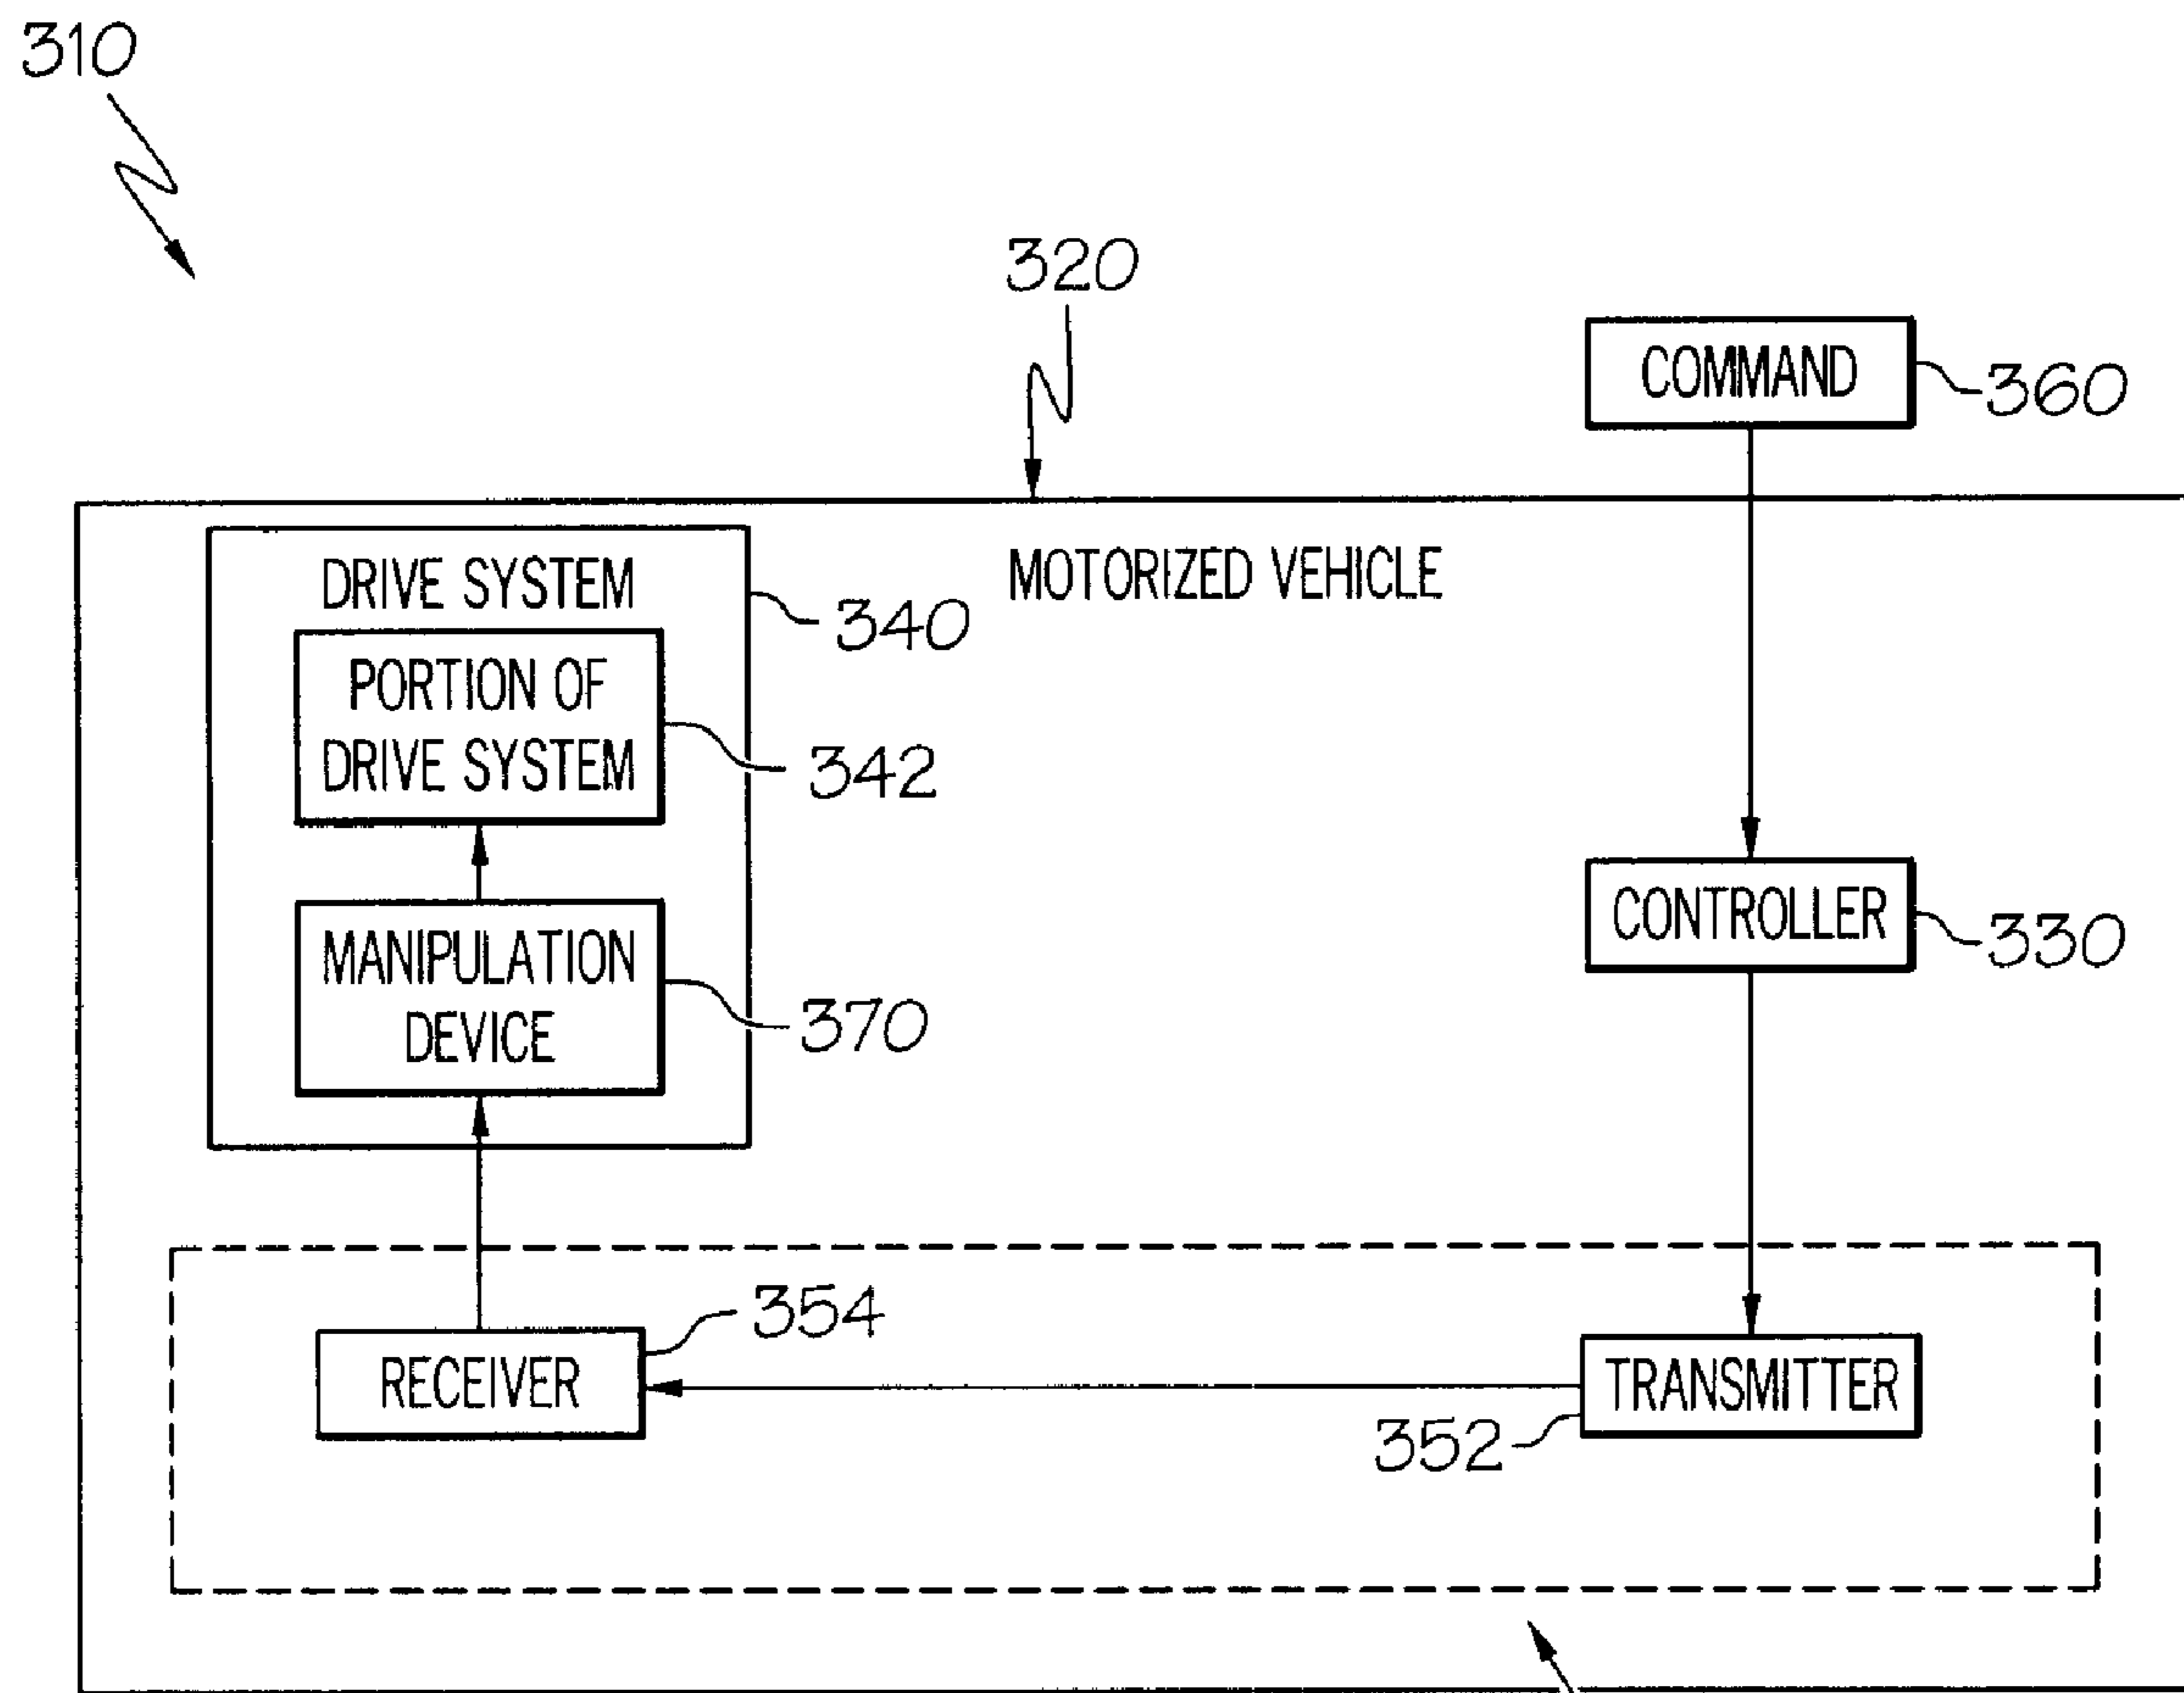 310
320
COMMAND
360
DRIVE SYSTEM
340
MOTORIZED VEHICLE
PORTION OF
DRIVE SYSTEM
342
CONTROLLER
330
MANIPULATION
DEVICE
370
354
RECEIVER
TRANSMITTER
352